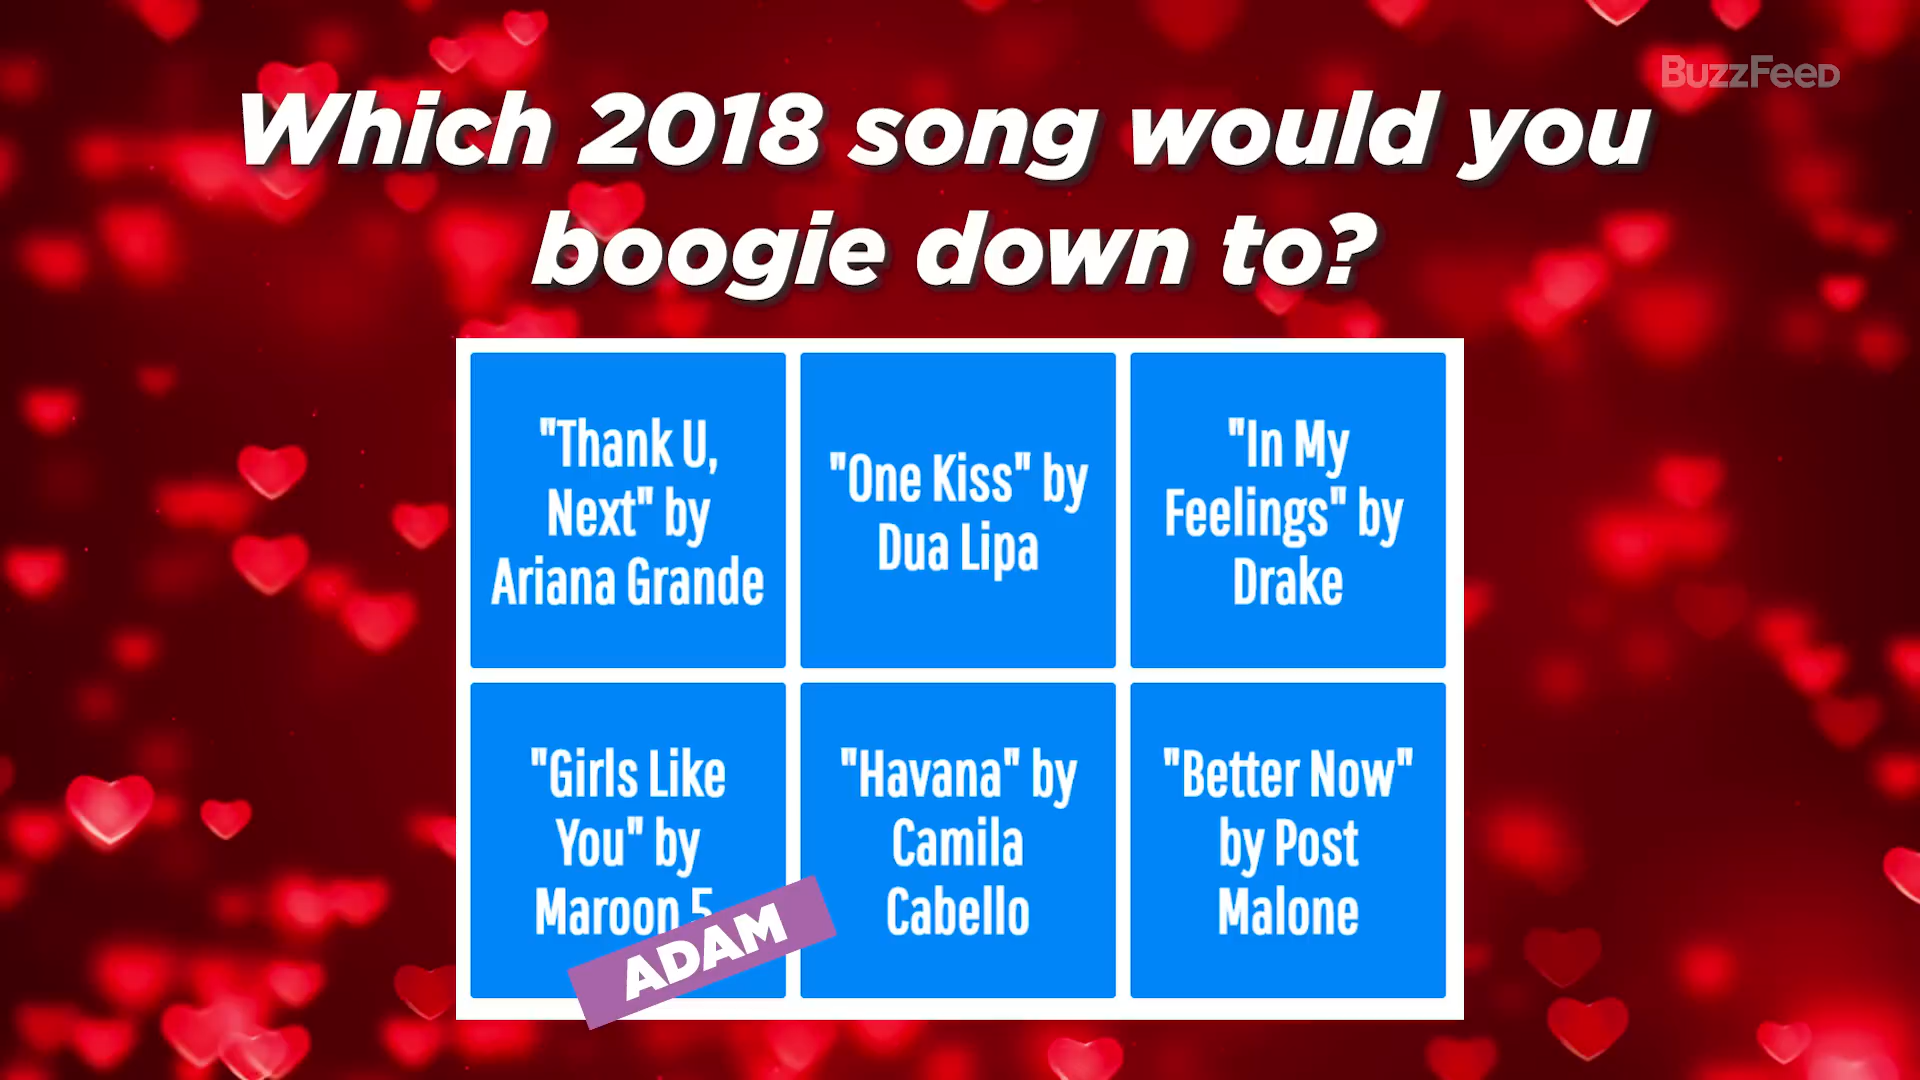 BuzzFeed
Which 2018 song would you
boogie down to?
"Thank U,
Next" by
Ariana Grande
"One Kiss" by
Dua Lipa
"In My
Feelings" by
Drake
"Girls Like
You" by
Maroon 5
ADAM
"Havana" by
Camila
Cabello
"Better Now"
by Post
Malone